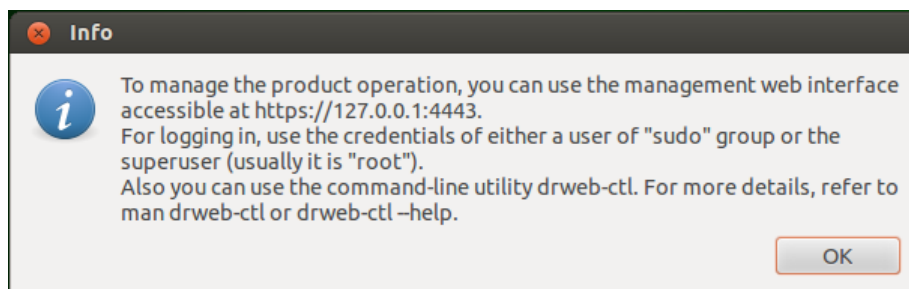 Info
To manage the product operation, you can use the management web interface
accessible at https://127.0.0.1:4443.
For logging in, use the credentials of either a user of "sudo" group or the
superuser (usually it is "root").
Also you can use the command-line utility drweb-ctl. For more details, refer to
man drweb-ctl or drweb-ctl –help.
OK